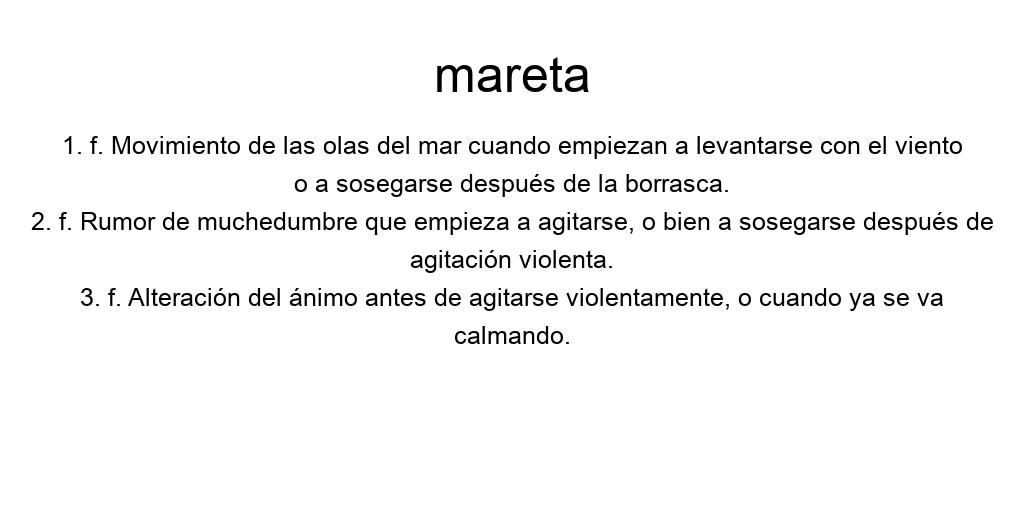 mareta
1. f. Movimiento de las olas del mar cuando empiezan a levantarse con el viento
o a sosegarse después de la borrasca.
2. f. Rumor de muchedumbre que empieza a agitarse, o bien a sosegarse después de
agitación violenta.
3. f. Alteración del ánimo antes de agitarse violentamente, o cuando ya se va
calmando.